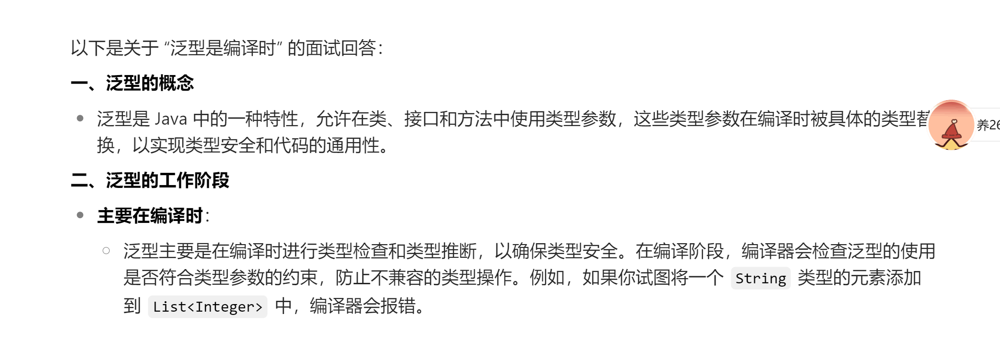 以下是关于 “泛型是编译时” 的面试回答：
一、泛型的概念
泛型是 Java 中的一种特性，允许在类、接口和方法中使用类型参数，这些类型参数在编译时被具体的类型替
换，以实现类型安全和代码的通用性。
养26
二、泛型的工作阶段
主要在编译时：
泛型主要是在编译时进行类型检查和类型推断，以确保类型安全。在编译阶段，编译器会检查泛型的使用
是否符合类型参数的约束，防止不兼容的类型操作。例如，如果你试图将一个 String 类型的元素添加
到 List<Integer> 中，编译器会报错。